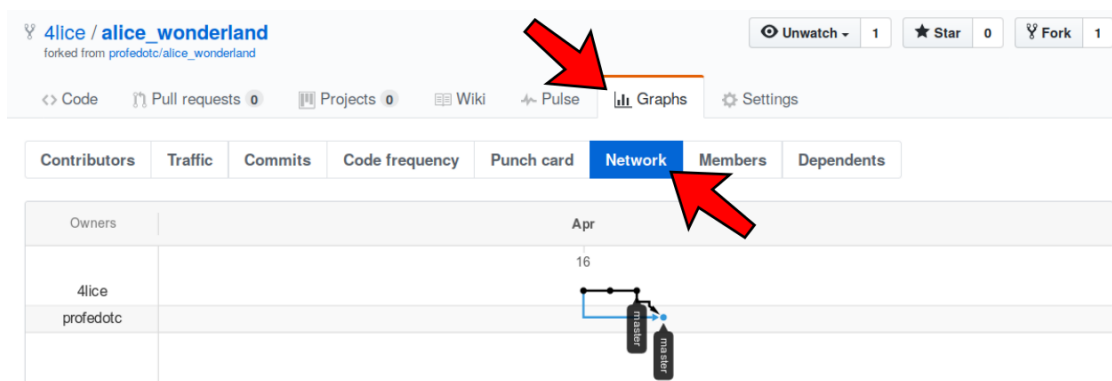 4lice / alice_wonderland
Unwatch 1 Star 0 Fork 1
forked from profedotc/alice_wonderland
<> Code Pull requests 0 Projects 0 Wiki Pulse Graphs Settings
Contributors Traffic Commits Code frequency Punch card Network Members Dependents
Owners Apr
16
4lice
profedotc
master
master